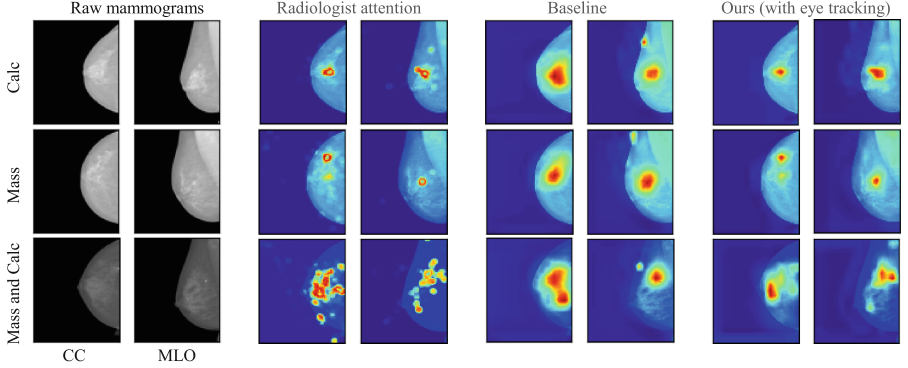 Raw mammograms
Radiologist attention
Baseline
Ours (with eye tracking)
Calc
Mass
Mass and Calc
CC
MLO